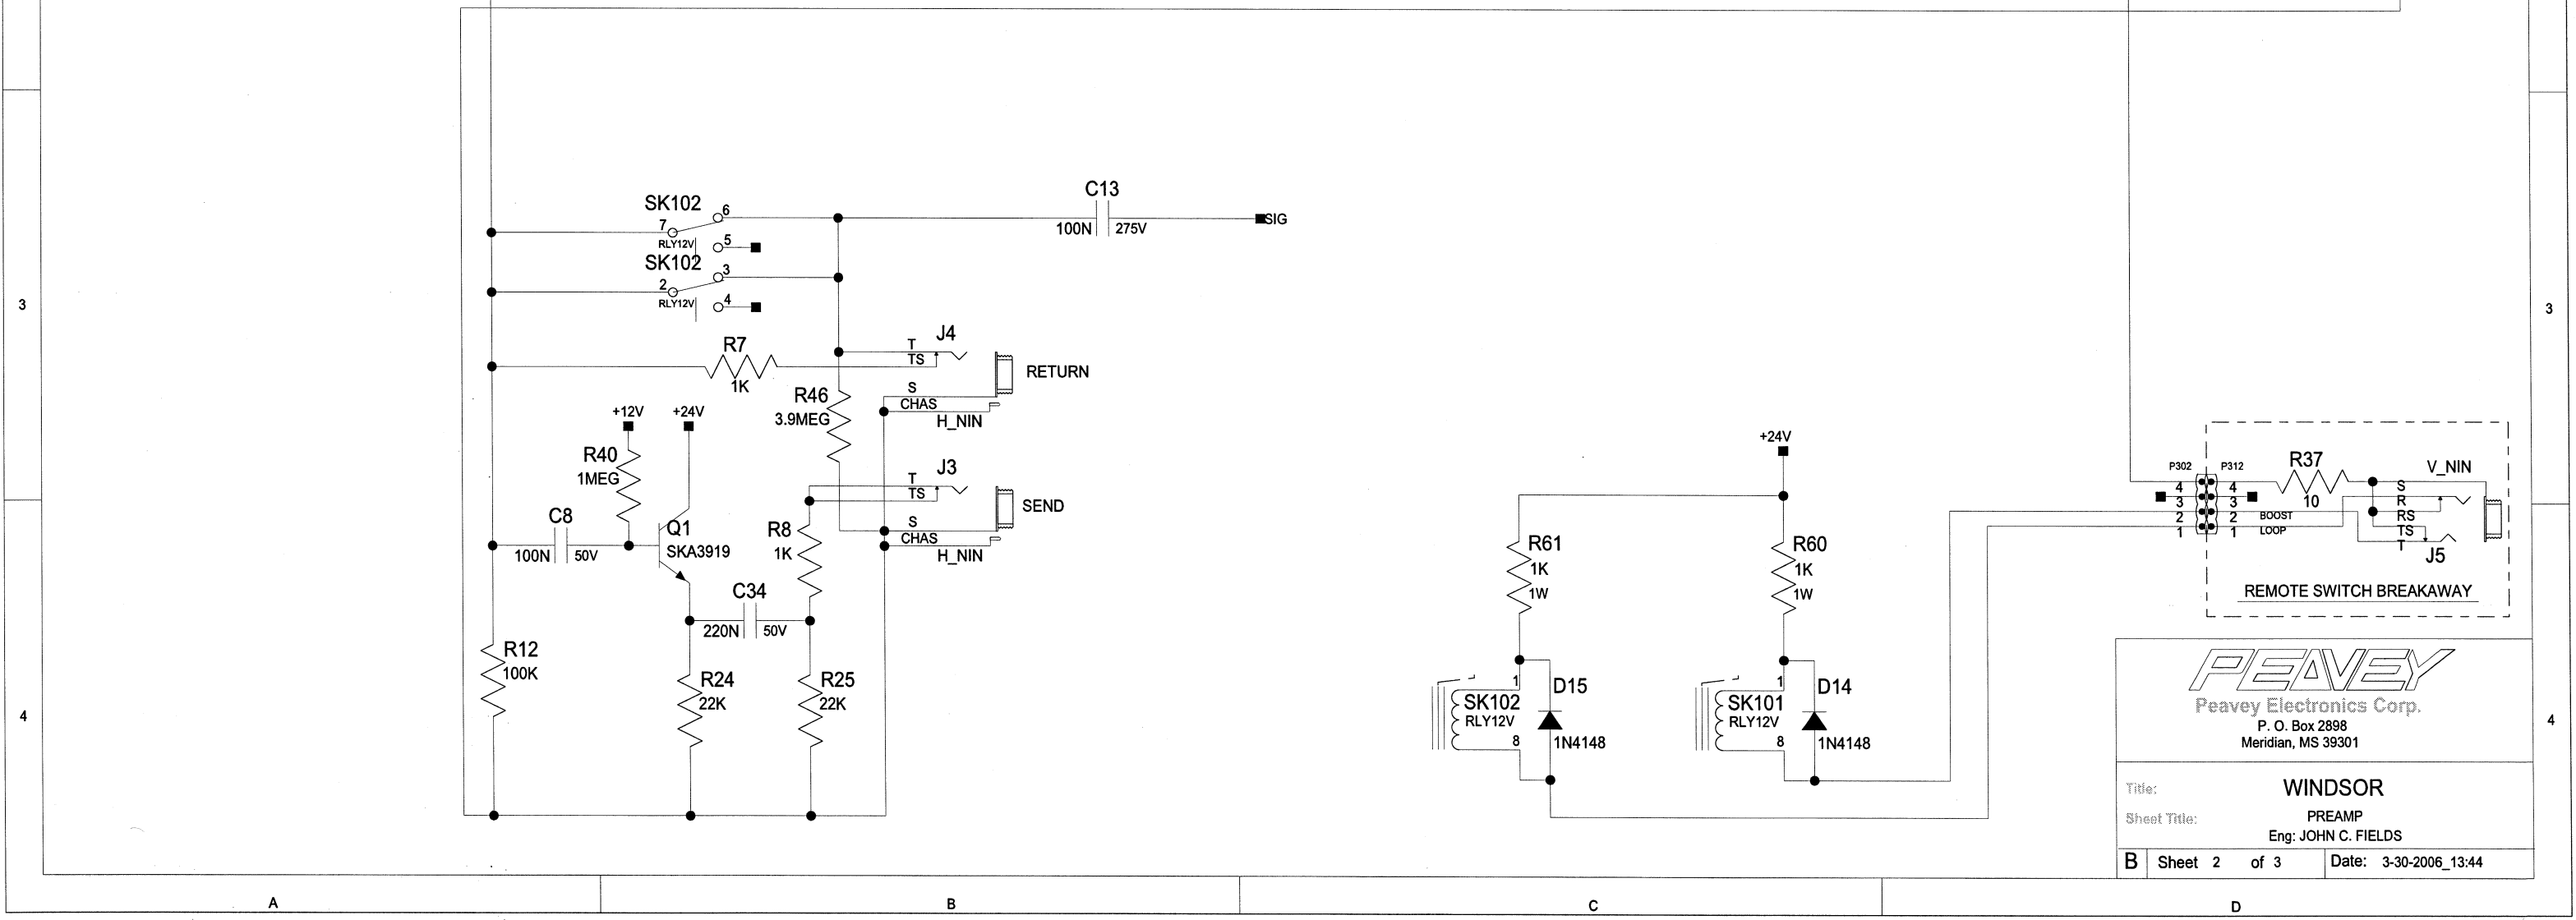 C13
100N 275V
SIG
SK102
7
6
RLY12V
5
SK102
3
2
RLY12V
4
3
3
J4
T
TS
R7
1K
RETURN
S
CHAS
H_NIN
R46
3.9MEG
+12V +24V
R40
1MEG
J3
T
TS
SEND
S
CHAS
H_NIN
C8
100N 50V
Q1
SKA3919
R8
1K
C34
220N 50V
R12
100K
R24
22K
R25
22K
+24V
R61
1K
1W
R60
1K
1W
1
SK102
RLY12V
8
D15
1N4148
1
SK101
RLY12V
8
D14
1N4148
P302 P312
4 4
3 3
2 2
1 1
BOOST
LOOP
R37
10
V_NIN
S
R
RS
TS
T
J5
REMOTE SWITCH BREAKAWAY
4
4
PEAVEY
Peavey Electronics Corp.
P. O. Box 2898
Meridian, MS 39301
Title: WINDSOR
Sheet Title: PREAMP
Eng: JOHN C. FIELDS
B Sheet 2 of 3 Date: 3-30-2006_13:44
A B C D